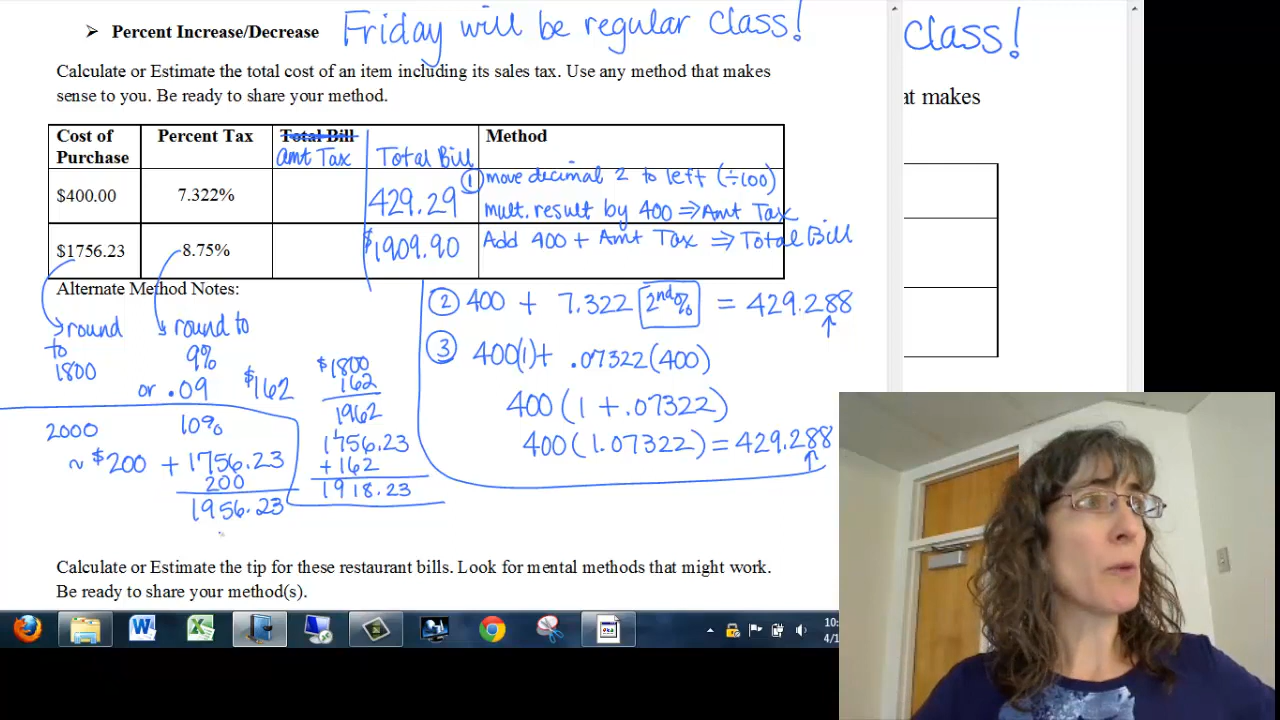 ➢ Percent Increase/Decrease
Friday will be regular Class!
Class!
Calculate or Estimate the total cost of an item including its sales tax. Use any method that makes
sense to you. Be ready to share your method.
at makes
Cost of Purchase
Percent Tax
Total Bill
Amt Tax
Total Bill
Method
$400.00
7.322%
429.29
① move decimal 2 to left (÷100)
mult. result by 400 ⇒ Amt Tax
$1756.23
8.75%
$1909.90
Add 400 + Amt Tax ⇒ Total Bill
Alternate Method Notes:
round
to
1800
round to
9%
or .09
$162
$1800
162
1962
1756.23
+162
1918.23
2000
10%
~ $200 + 1756.23
200
1956.23
② 400 + 7.322 2nd % = 429.288
③ 400(1)+ .07322(400)
400(1 + .07322)
400(1.07322) = 429.288
Calculate or Estimate the tip for these restaurant bills. Look for mental methods that might work.
Be ready to share your method(s).
10:
4/1